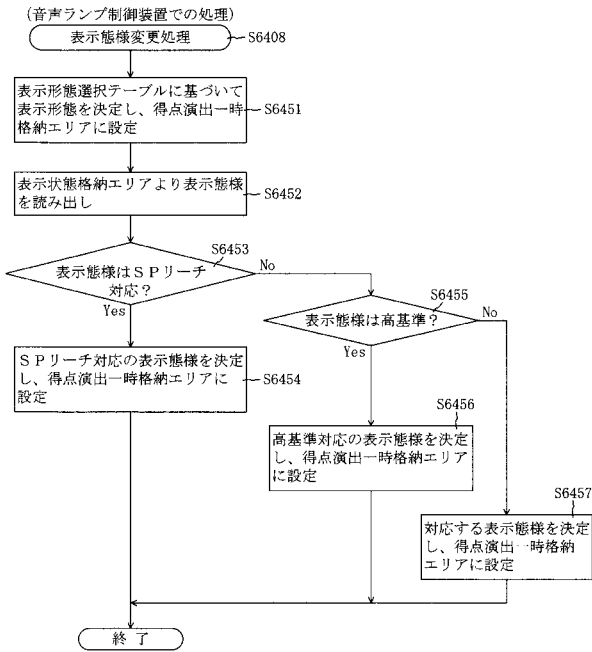 (音声ランプ制御装置での処理)
表示態様変更処理
S6408
表示形態選択テーブルに基づいて
表示形態を決定し、得点演出一時
格納エリアに設定
S6451
表示状態格納エリアより表示態様
を読み出し
S6452
S6453
表示態様はSPリーチ
対応?
No
Yes
S6455
表示態様は高基準?
No
Yes
SPリーチ対応の表示態様を決定
し、得点演出一時格納エリアに
設定
S6454
S6456
高基準対応の表示態様を決定
し、得点演出一時格納エリア
に設定
S6457
対応する表示態様を決定
し、得点演出一時格納
エリアに設定
終了